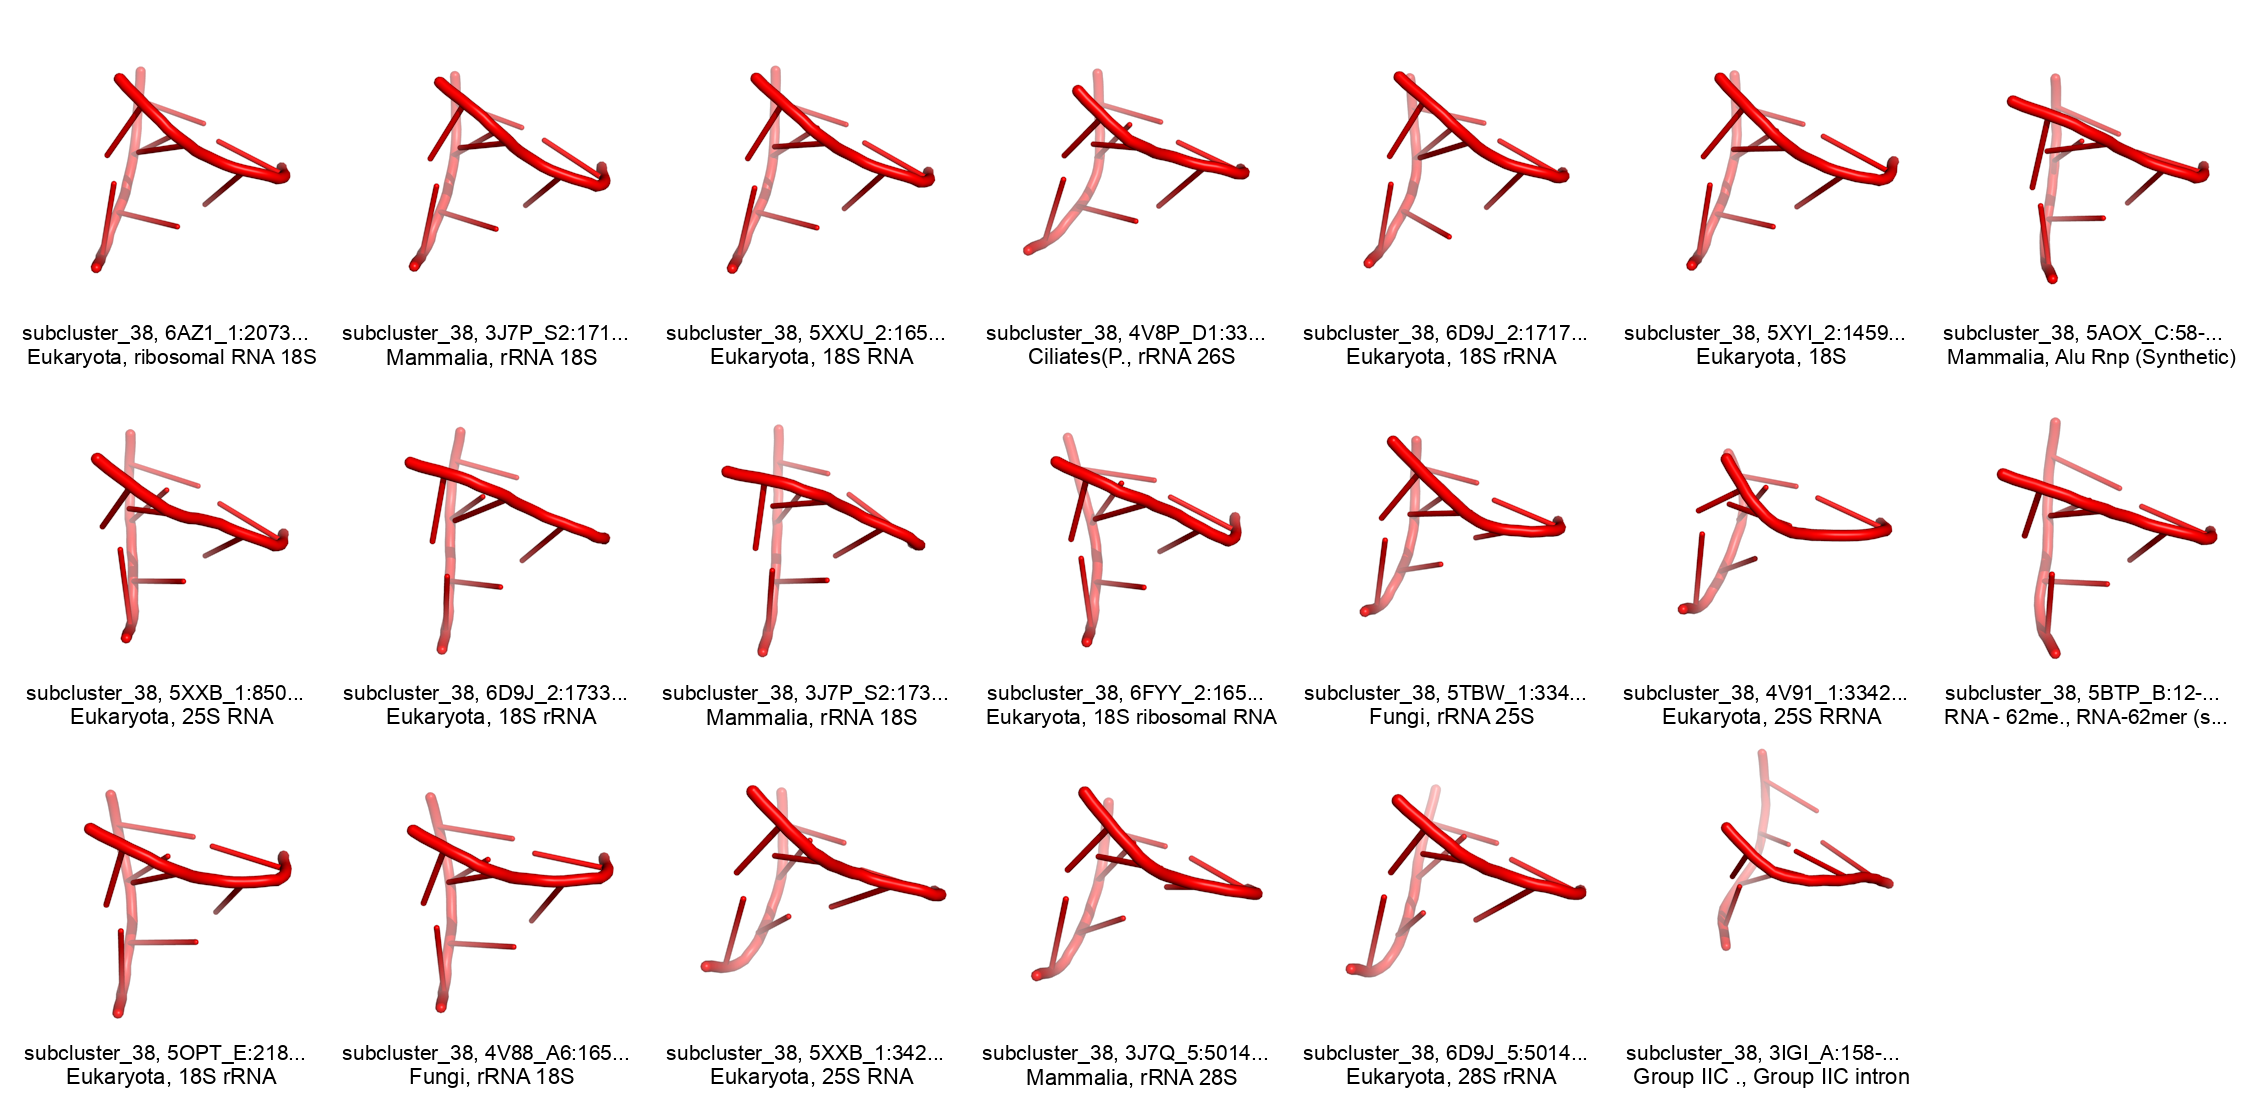 subcluster_38, 6AZ1_1:2073...
Eukaryota, ribosomal RNA 18S
subcluster_38, 3J7P_S2:171...
Mammalia, rRNA 18S
subcluster_38, 5XXU_2:165...
Eukaryota, 18S RNA
subcluster_38, 4V8P_D1:33...
Ciliates(P., rRNA 26S
subcluster_38, 6D9J_2:1717...
Eukaryota, 18S rRNA
subcluster_38, 5XYI_2:1459...
Eukaryota, 18S
subcluster_38, 5AOX_C:58-...
Mammalia, Alu Rnp (Synthetic)
subcluster_38, 5XXB_1:850...
Eukaryota, 25S RNA
subcluster_38, 6D9J_2:1733...
Eukaryota, 18S rRNA
subcluster_38, 3J7P_S2:173...
Mammalia, rRNA 18S
subcluster_38, 6FYY_2:165...
Eukaryota, 18S ribosomal RNA
subcluster_38, 5TBW_1:334...
Fungi, rRNA 25S
subcluster_38, 4V91_1:3342...
Eukaryota, 25S RRNA
subcluster_38, 5BTP_B:12-...
RNA - 62me., RNA-62mer (s...
subcluster_38, 5OPT_E:218...
Eukaryota, 18S rRNA
subcluster_38, 4V88_A6:165...
Fungi, rRNA 18S
subcluster_38, 5XXB_1:342...
Eukaryota, 25S RNA
subcluster_38, 3J7Q_5:5014...
Mammalia, rRNA 28S
subcluster_38, 6D9J_5:5014...
Eukaryota, 28S rRNA
subcluster_38, 3IGI_A:158-...
Group IIC ., Group IIC intron